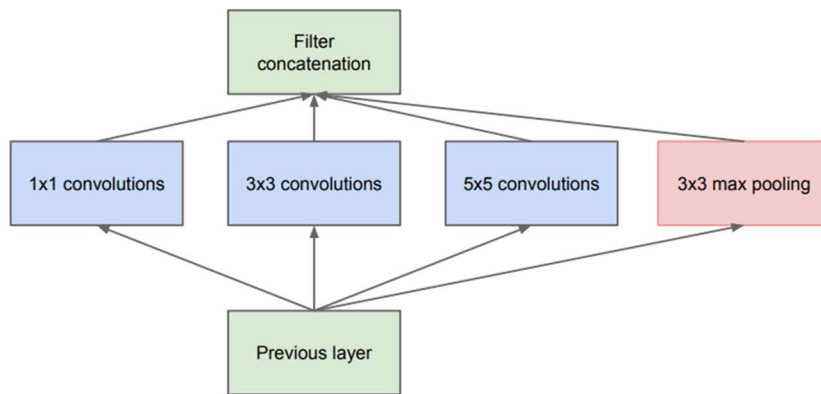 Filter
concatenation
1x1 convolutions
3x3 convolutions
5x5 convolutions
3x3 max pooling
Previous layer